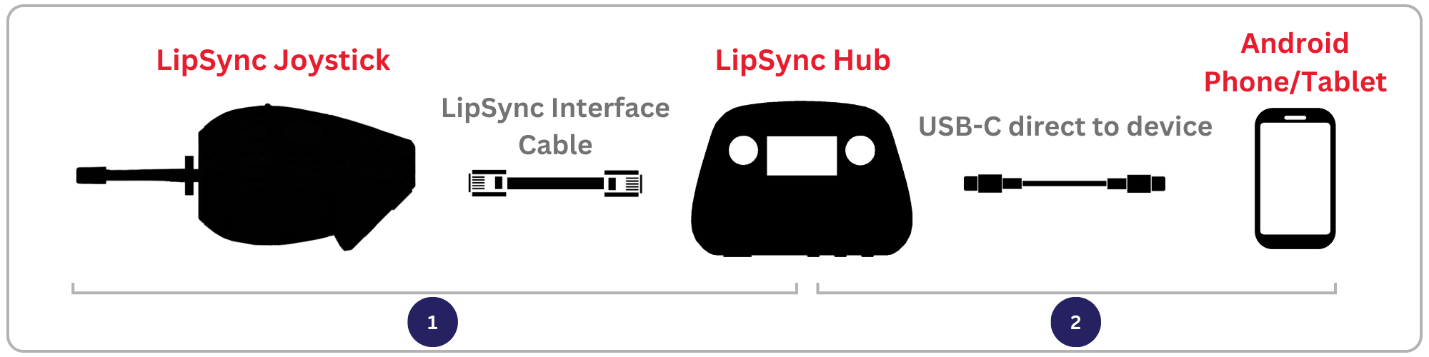 LipSync Joystick
LipSync Interface
Cable
LipSync Hub
USB-C direct to device
Android
Phone/Tablet
1
2